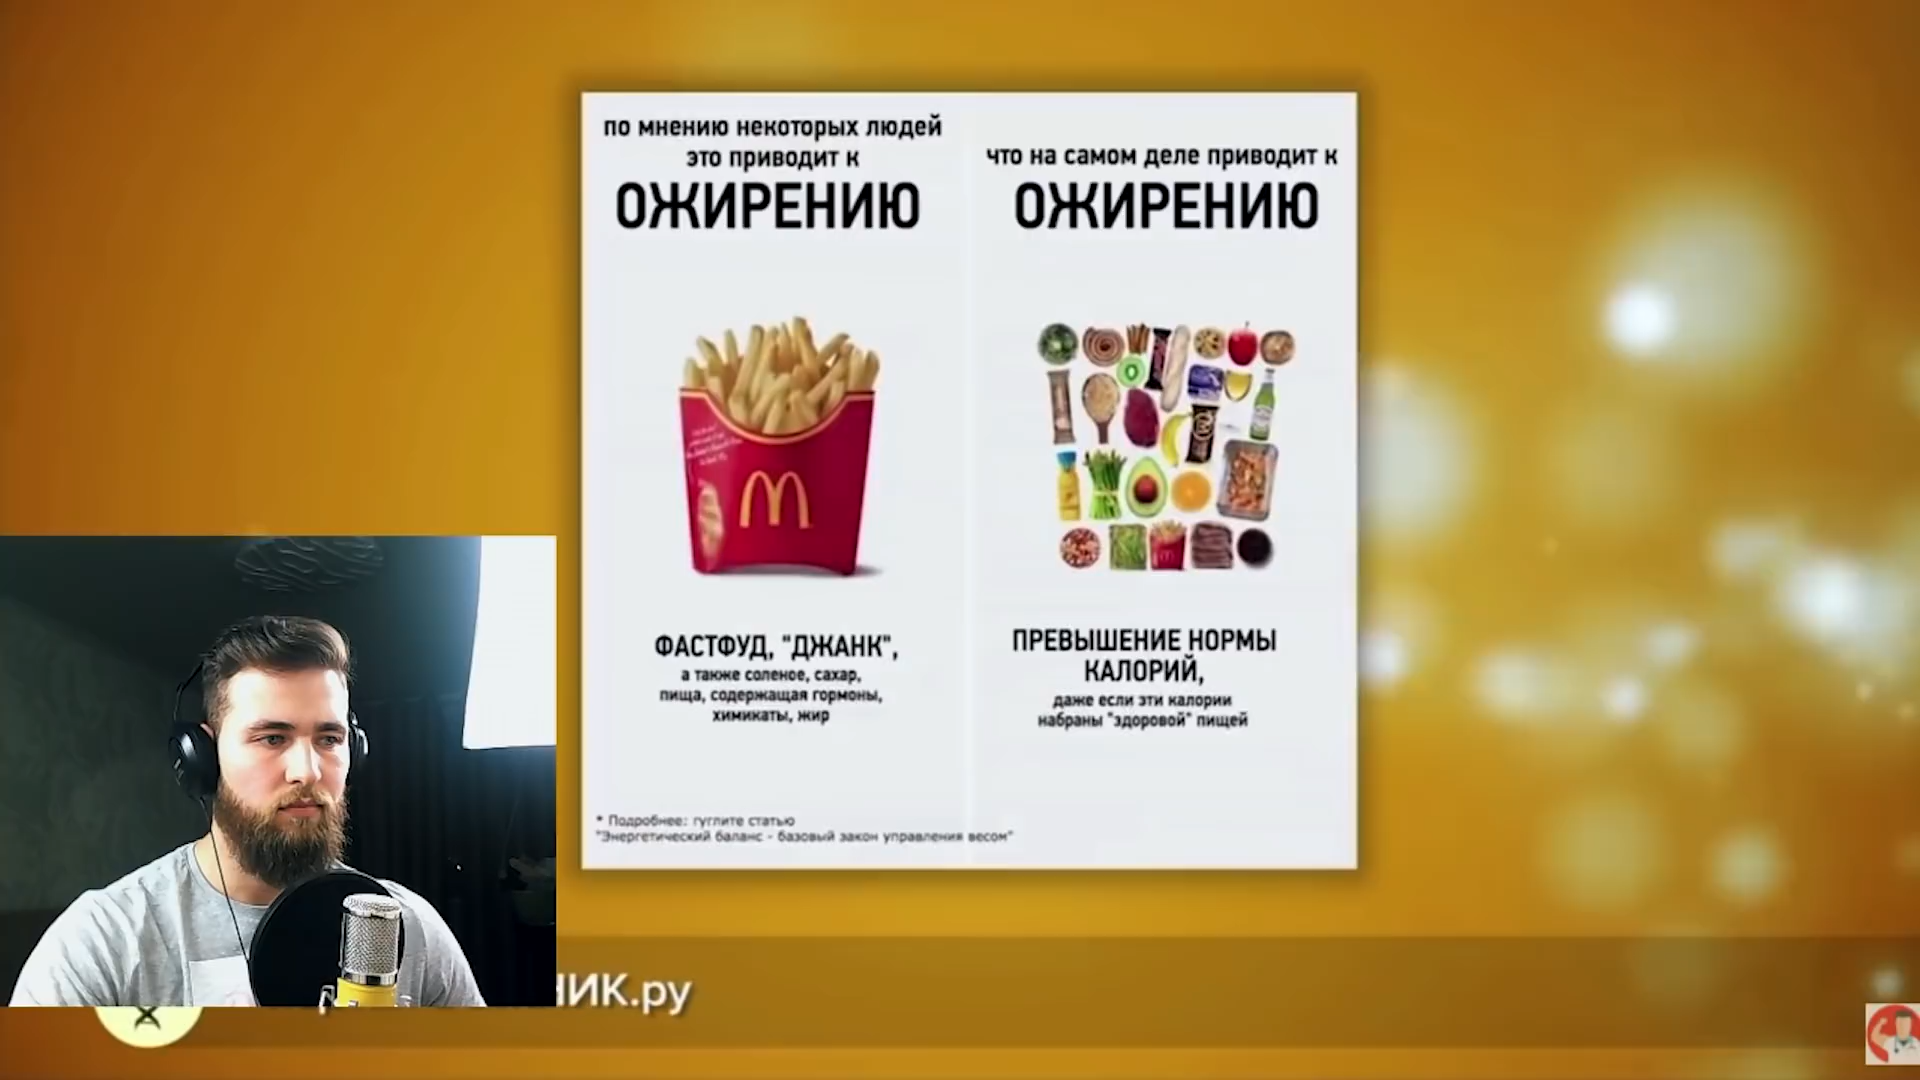 по мнению некоторых людей
это приводит к
ОЖИРЕНИЮ
ФАСТФУД, "ДЖАНК",
а также соленое, сахар,
пища, содержащая гормоны,
химикаты, жир
что на самом деле приводит к
ОЖИРЕНИЮ
ПРЕВЫШЕНИЕ НОРМЫ
КАЛОРИЙ,
даже если эти калории
набраны "здоровой" пищей
* Подробнее: гуглите статью
"Энергетический баланс - базовый закон управления весом"
ИК.ру